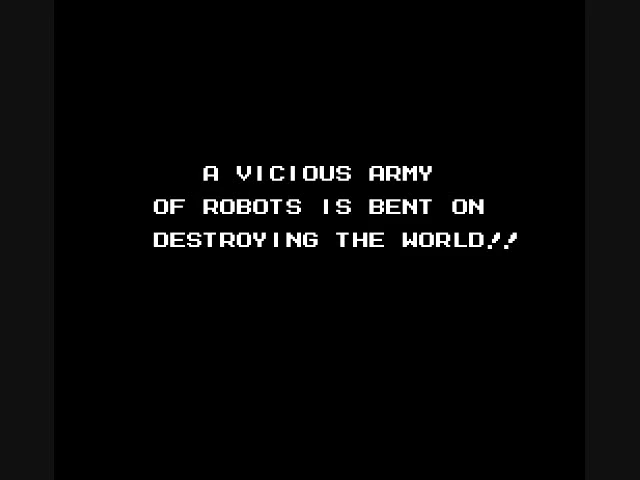 A VICIOUS ARMY
OF ROBOTS IS BENT ON
DESTROYING THE WORLD!!